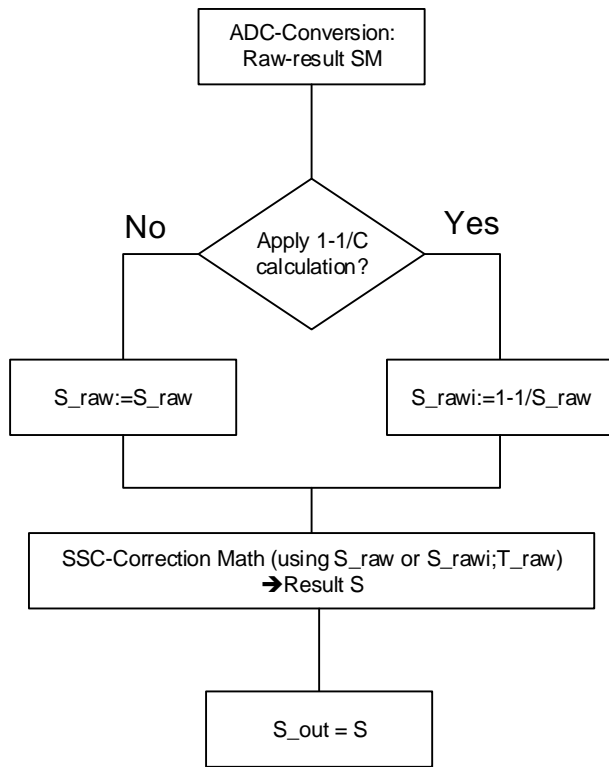 ADC-Conversion:
Raw-result SM
No
Yes
Apply 1-1/C
calculation?
S_raw:=S_raw
S_rawi:=1-1/S_raw
SSC-Correction Math (using S_raw or S_rawi;T_raw)
➔Result S
S_out = S